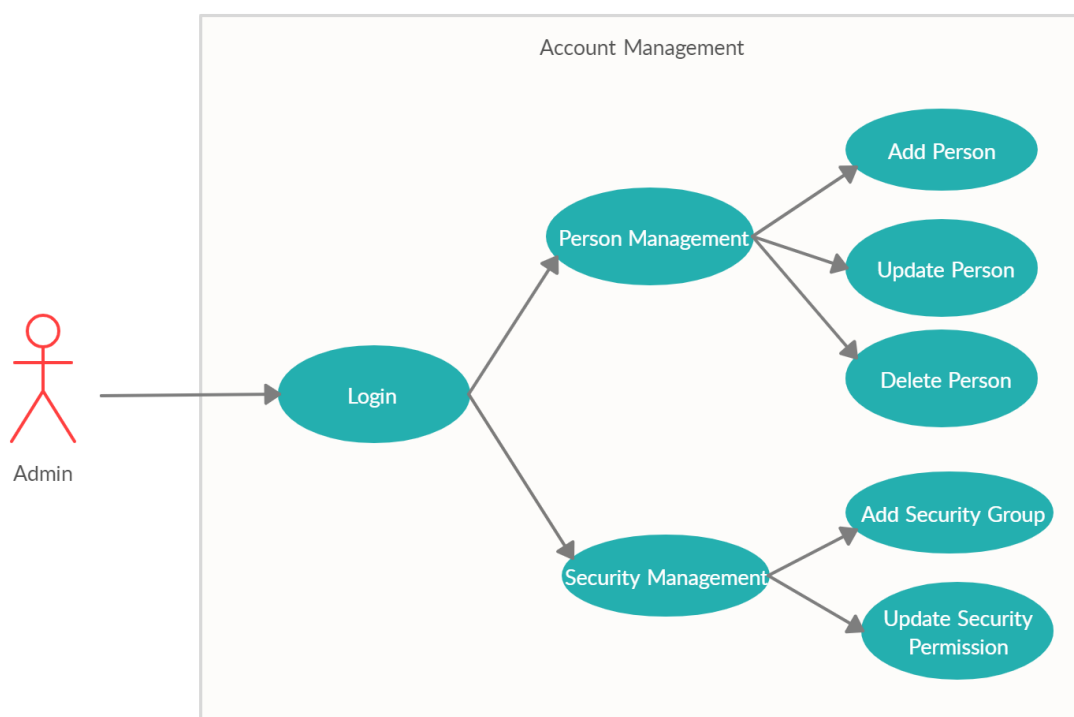 Account Management
Add Person
Person Management
Update Person
Delete Person
Login
Admin
Add Security Group
Security Management
Update Security
Permission